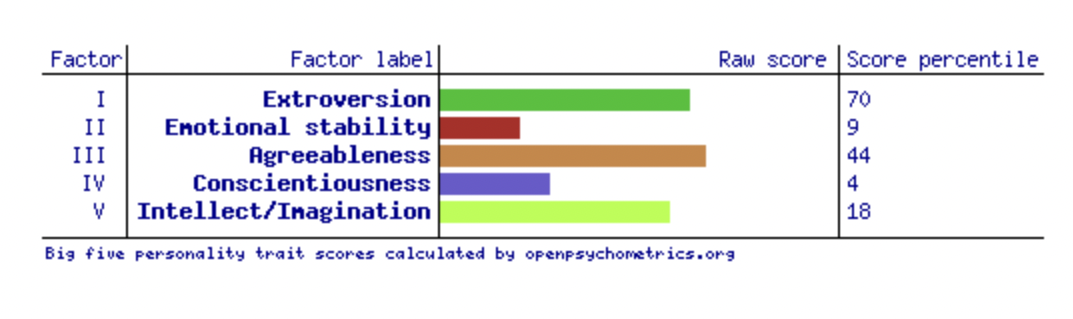 Factor Factor label Raw score Score percentile
I Extroversion 70
II Emotional stability 9
III Agreeableness 44
IV Conscientiousness 4
V Intellect/Imagination 18
Big five personality trait scores calculated by openpsychometrics.org